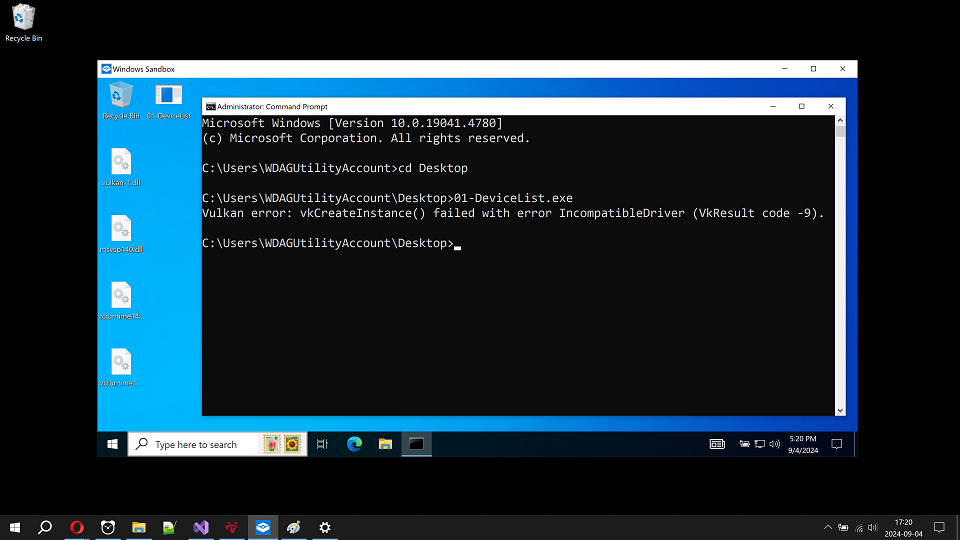 Recycle Bin
Windows Sandbox
Recycle Bin
01-DeviceList
vulkan-1.dll
Administrator: Command Prompt
Microsoft Windows [Version 10.0.19041.4780]
(c) Microsoft Corporation. All rights reserved.
C:\Users\WDAGUtilityAccount>cd Desktop
C:\Users\WDAGUtilityAccount\Desktop>01-DeviceList.exe
Vulkan error: vkCreateInstance() failed with error IncompatibleDriver (VkResult code -9).
C:\Users\WDAGUtilityAccount\Desktop>
msvcp140.dll
vcruntime14...
Type here to search
5:20 PM
9/4/2024
17:20
2024-09-04